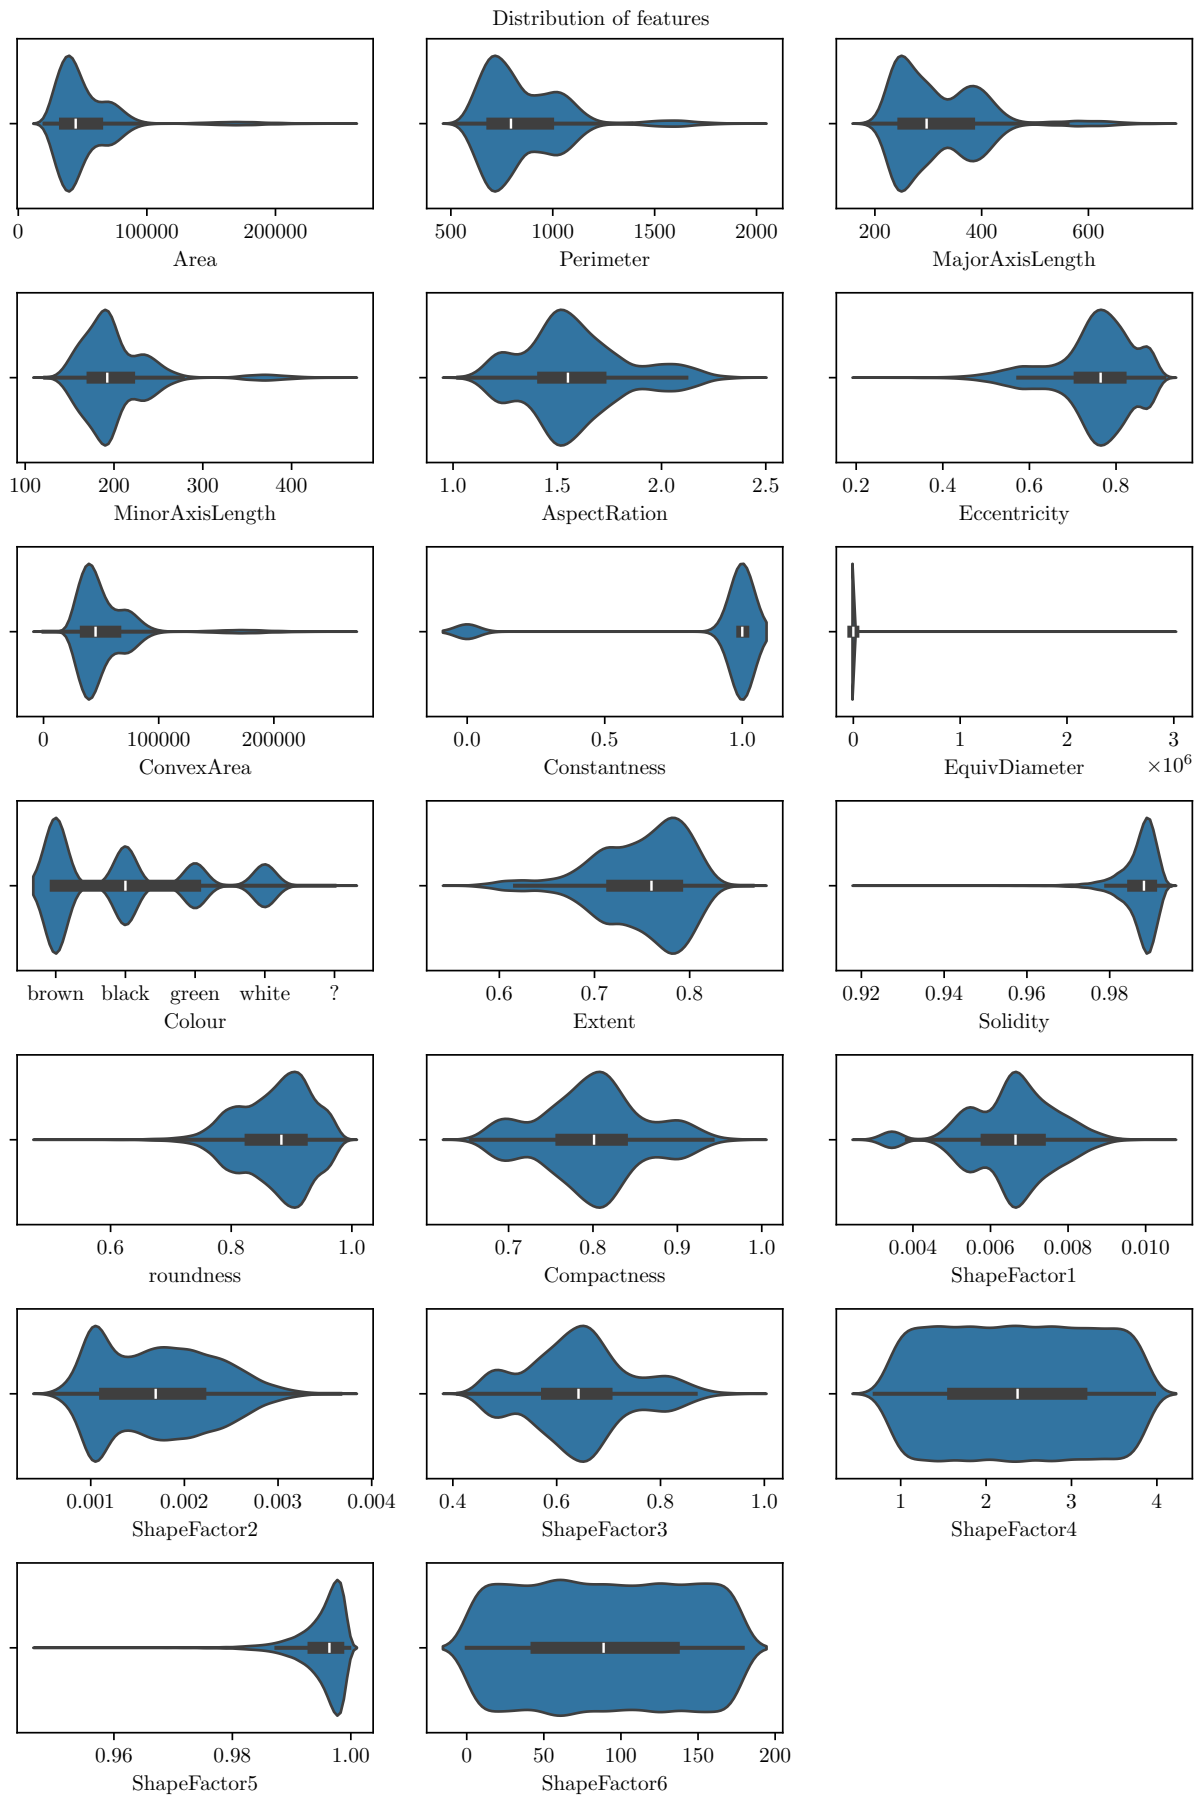 Distribution of features
0 100000 200000
Area
500 1000 1500 2000
Perimeter
200 400 600
MajorAxisLength
100 200 300 400
MinorAxisLength
1.0 1.5 2.0 2.5
AspectRation
0.2 0.4 0.6 0.8
Eccentricity
0 100000 200000
ConvexArea
0.0 0.5 1.0
Constantness
0 1 2 3
EquivDiameter
×10⁶
brown black green white ?
Colour
0.6 0.7 0.8
Extent
0.92 0.94 0.96 0.98
Solidity
0.6 0.8 1.0
roundness
0.7 0.8 0.9 1.0
Compactness
0.004 0.006 0.008 0.010
ShapeFactor1
0.001 0.002 0.003 0.004
ShapeFactor2
0.4 0.6 0.8 1.0
ShapeFactor3
1 2 3 4
ShapeFactor4
0.96 0.98 1.00
ShapeFactor5
0 50 100 150 200
ShapeFactor6